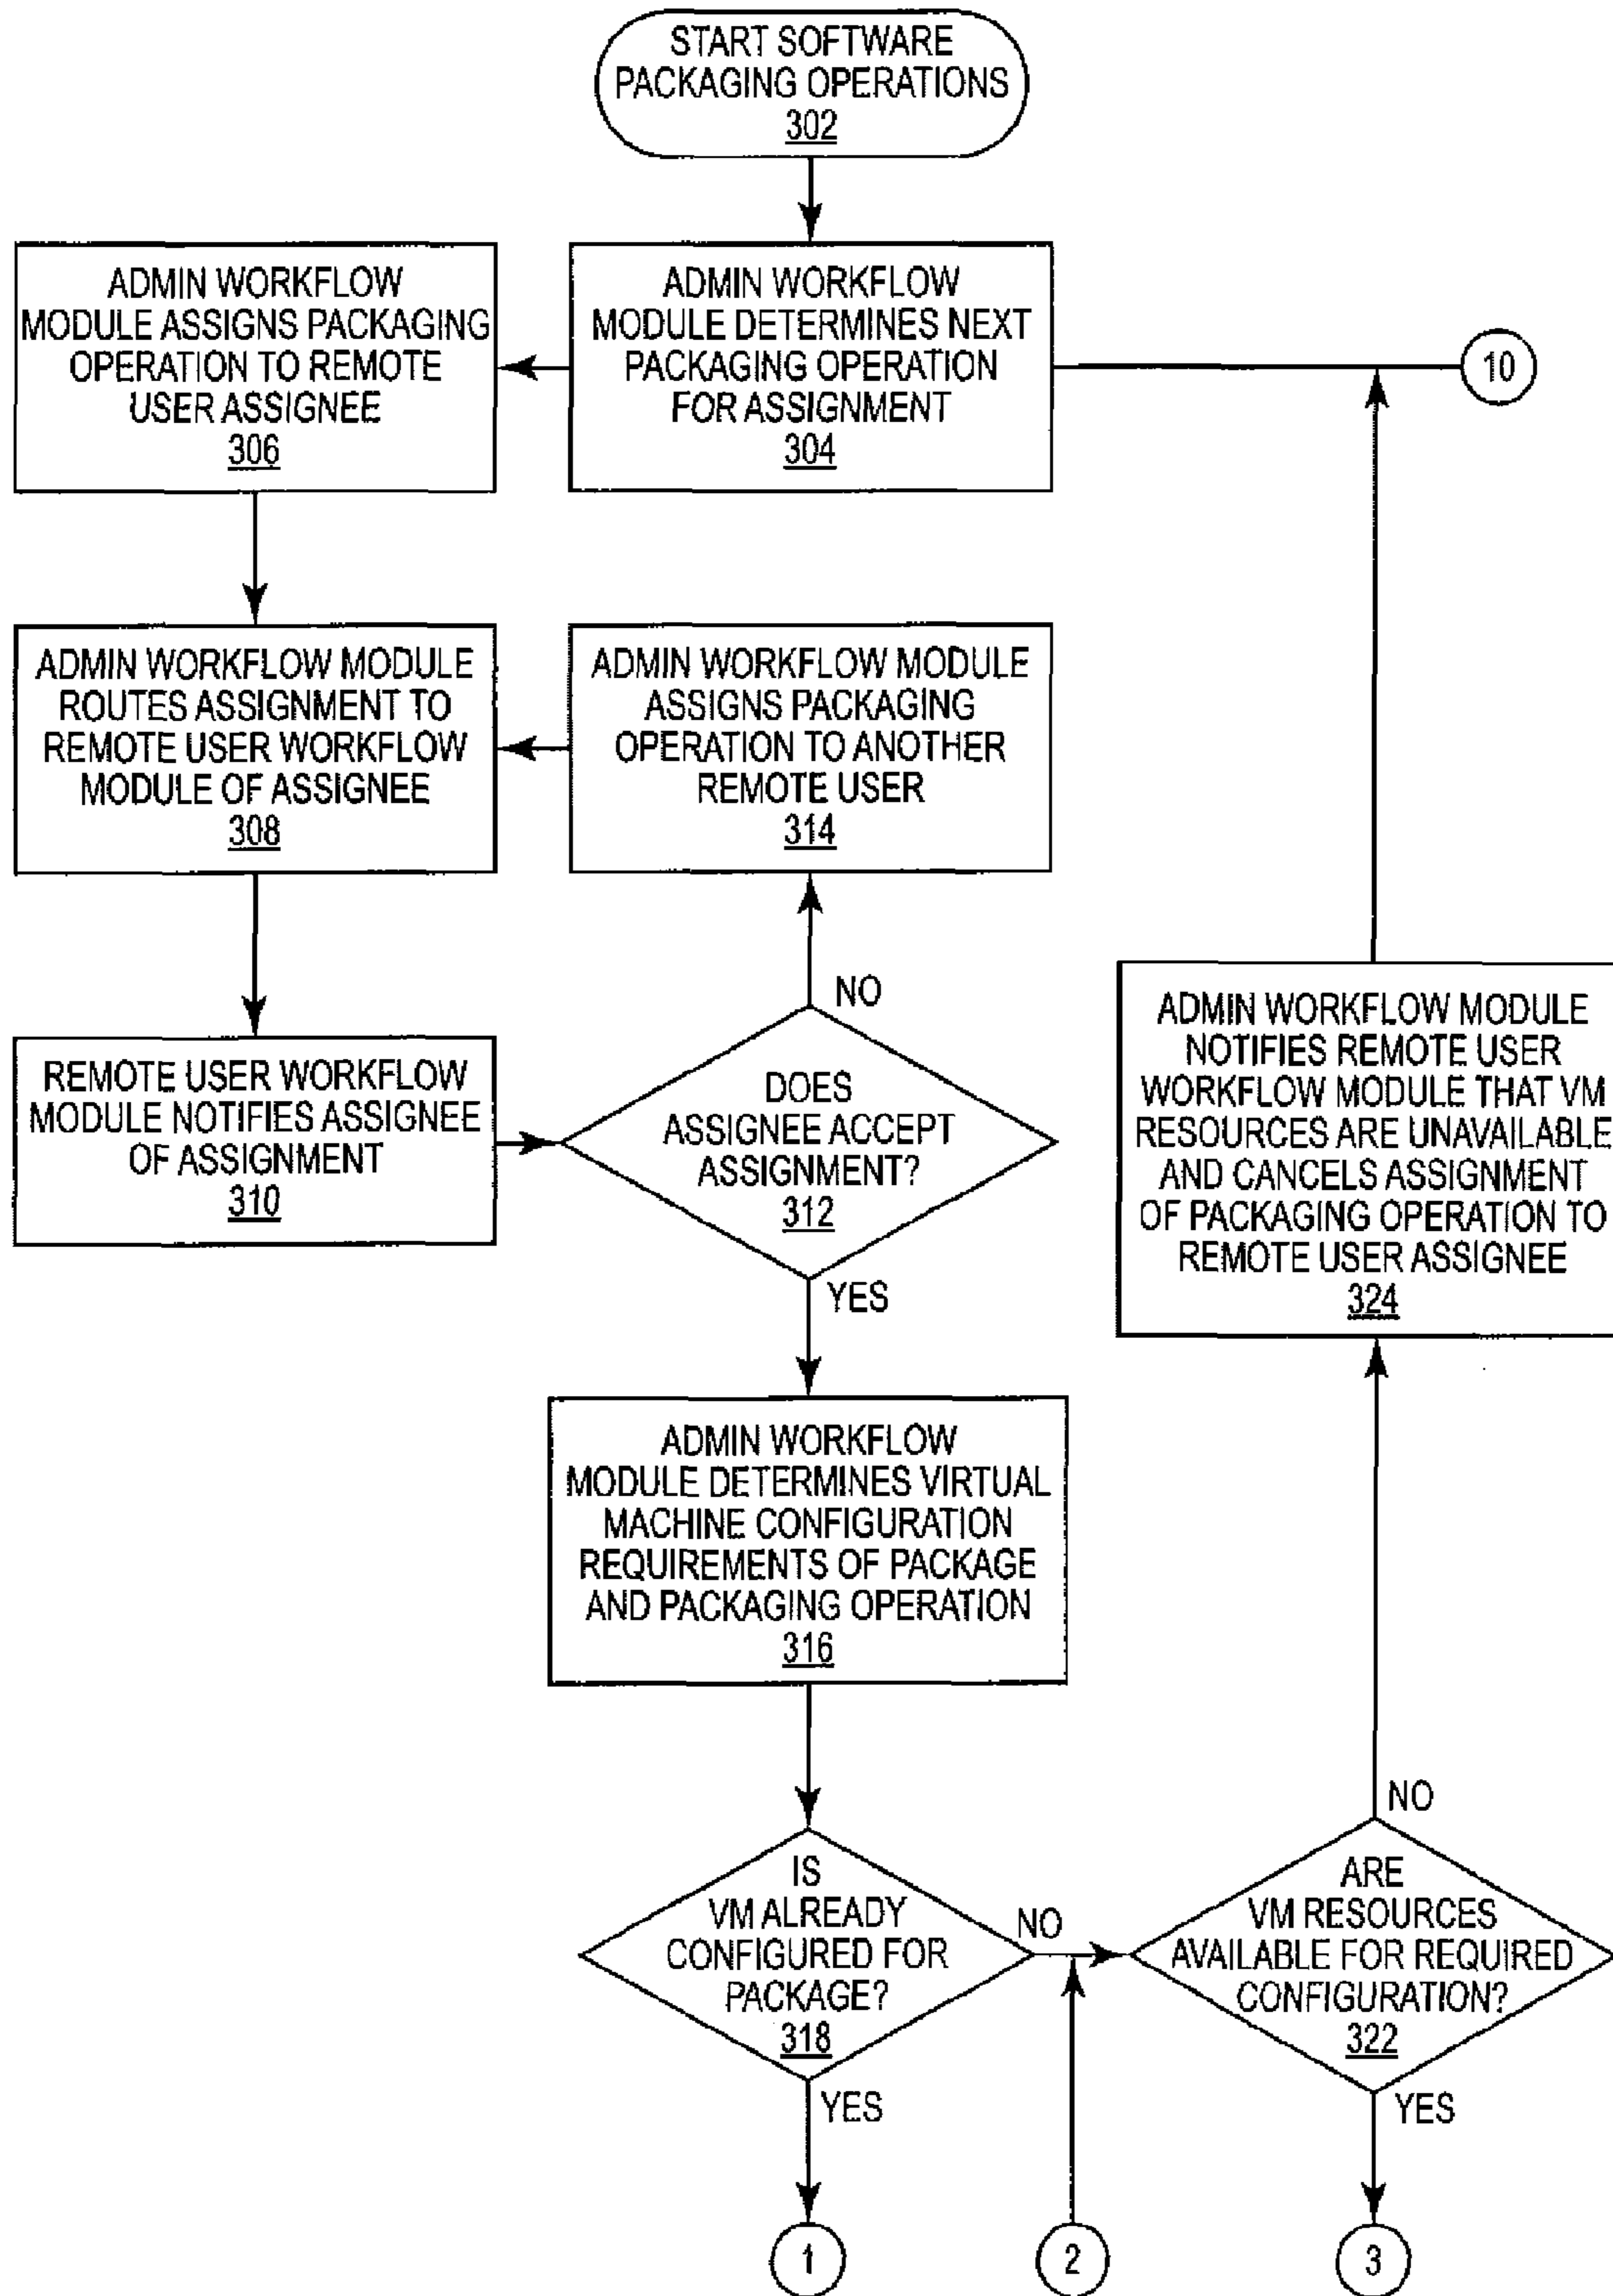 START SOFTWARE
PACKAGING OPERATIONS
302
ADMIN WORKFLOW
MODULE ASSIGNS PACKAGING
OPERATION TO REMOTE
USER ASSIGNEE
306
ADMIN WORKFLOW
MODULE DETERMINES NEXT
PACKAGING OPERATION
FOR ASSIGNMENT
304
10
ADMIN WORKFLOW MODULE
ROUTES ASSIGNMENT TO
REMOTE USER WORKFLOW
MODULE OF ASSIGNEE
308
ADMIN WORKFLOW MODULE
ASSIGNS PACKAGING
OPERATION TO ANOTHER
REMOTE USER
314
REMOTE USER WORKFLOW
MODULE NOTIFIES ASSIGNEE
OF ASSIGNMENT
310
NO
DOES
ASSIGNEE ACCEPT
ASSIGNMENT?
312
YES
ADMIN WORKFLOW MODULE
NOTIFIES REMOTE USER
WORKFLOW MODULE THAT VM
RESOURCES ARE UNAVAILABLE
AND CANCELS ASSIGNMENT
OF PACKAGING OPERATION TO
REMOTE USER ASSIGNEE
324
ADMIN WORKFLOW
MODULE DETERMINES VIRTUAL
MACHINE CONFIGURATION
REQUIREMENTS OF PACKAGE
AND PACKAGING OPERATION
316
IS
VM ALREADY
CONFIGURED FOR
PACKAGE?
318
NO
YES
NO
ARE
VM RESOURCES
AVAILABLE FOR REQUIRED
CONFIGURATION?
322
YES
1
2
3